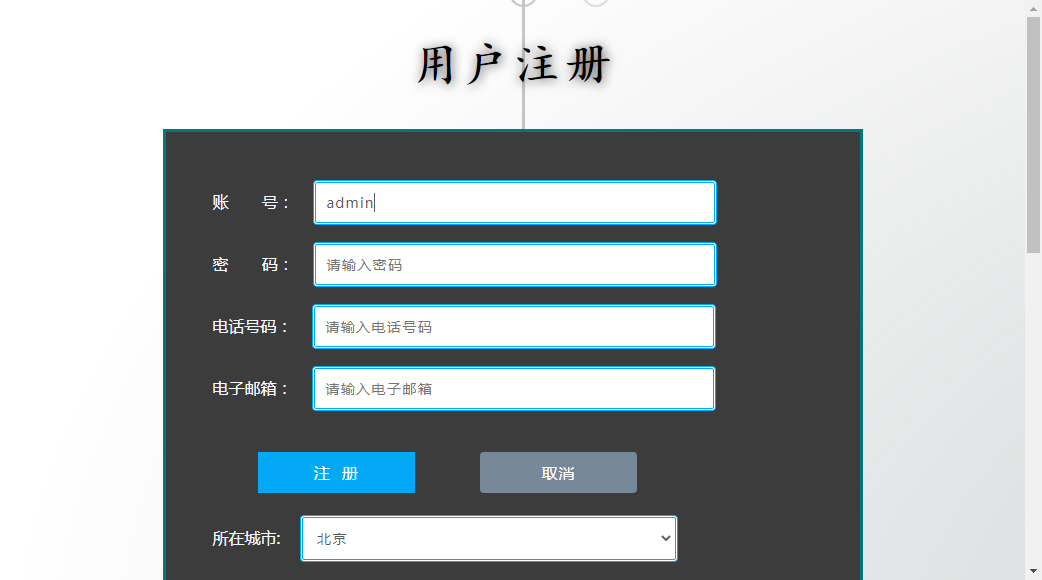 用户注册
账 号： admin
密 码： 请输入密码
电话号码： 请输入电话号码
电子邮箱： 请输入电子邮箱
注 册 取消
所在城市: 北京